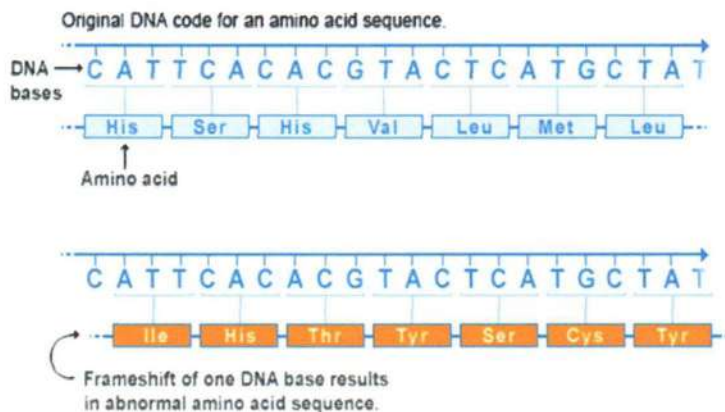 Original DNA code for an amino acid sequence.
DNA bases
C A T T C A C A C G T A C T C A T G C T A T
His Ser His Val Leu Met Leu
Amino acid
C A T T C A C A C G T A C T C A T G C T A T
Ile His Thr Tyr Ser Cys Tyr
Frameshift of one DNA base results
in abnormal amino acid sequence.